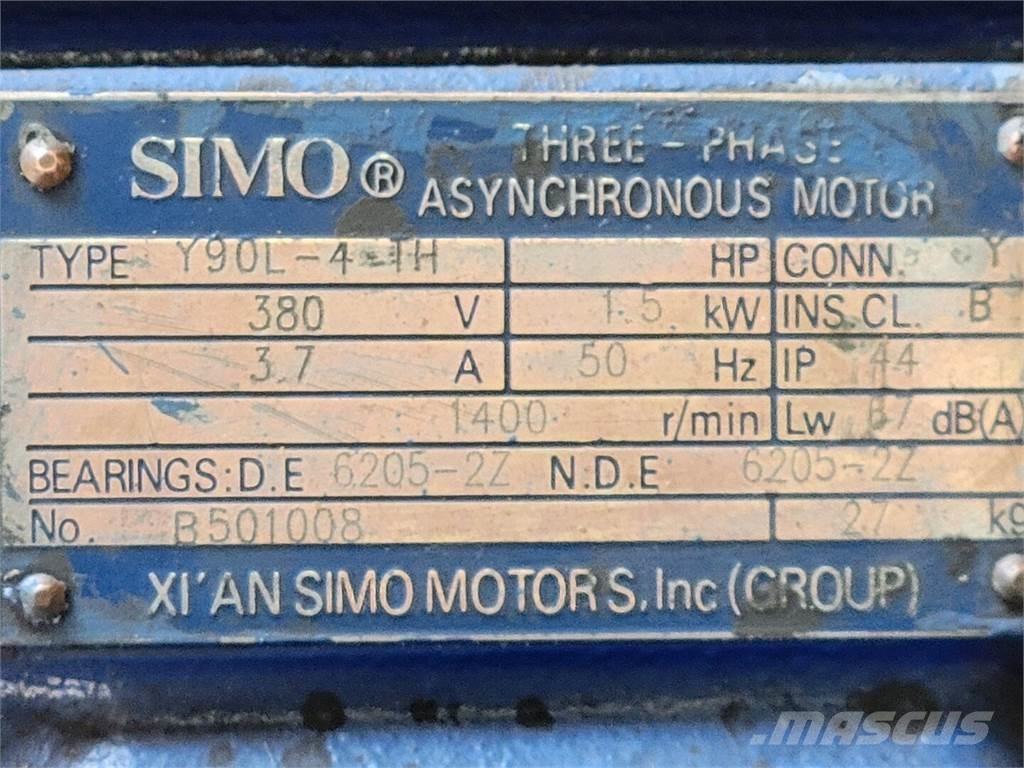 SIMO® THREE-PHASE
ASYNCHRONOUS MOTOR
TYPE Y90L-4-TH HP CONN. Y
380 V 1.5 kW INS.CL. B
3.7 A 50 Hz IP 44
1400 r/min Lw 67 dB(A)
BEARINGS:D.E 6205-2Z N.D.E 6205-2Z
No. B501008 27 kg
XI'AN SIMO MOTORS.Inc(GROUP)
MASCUS